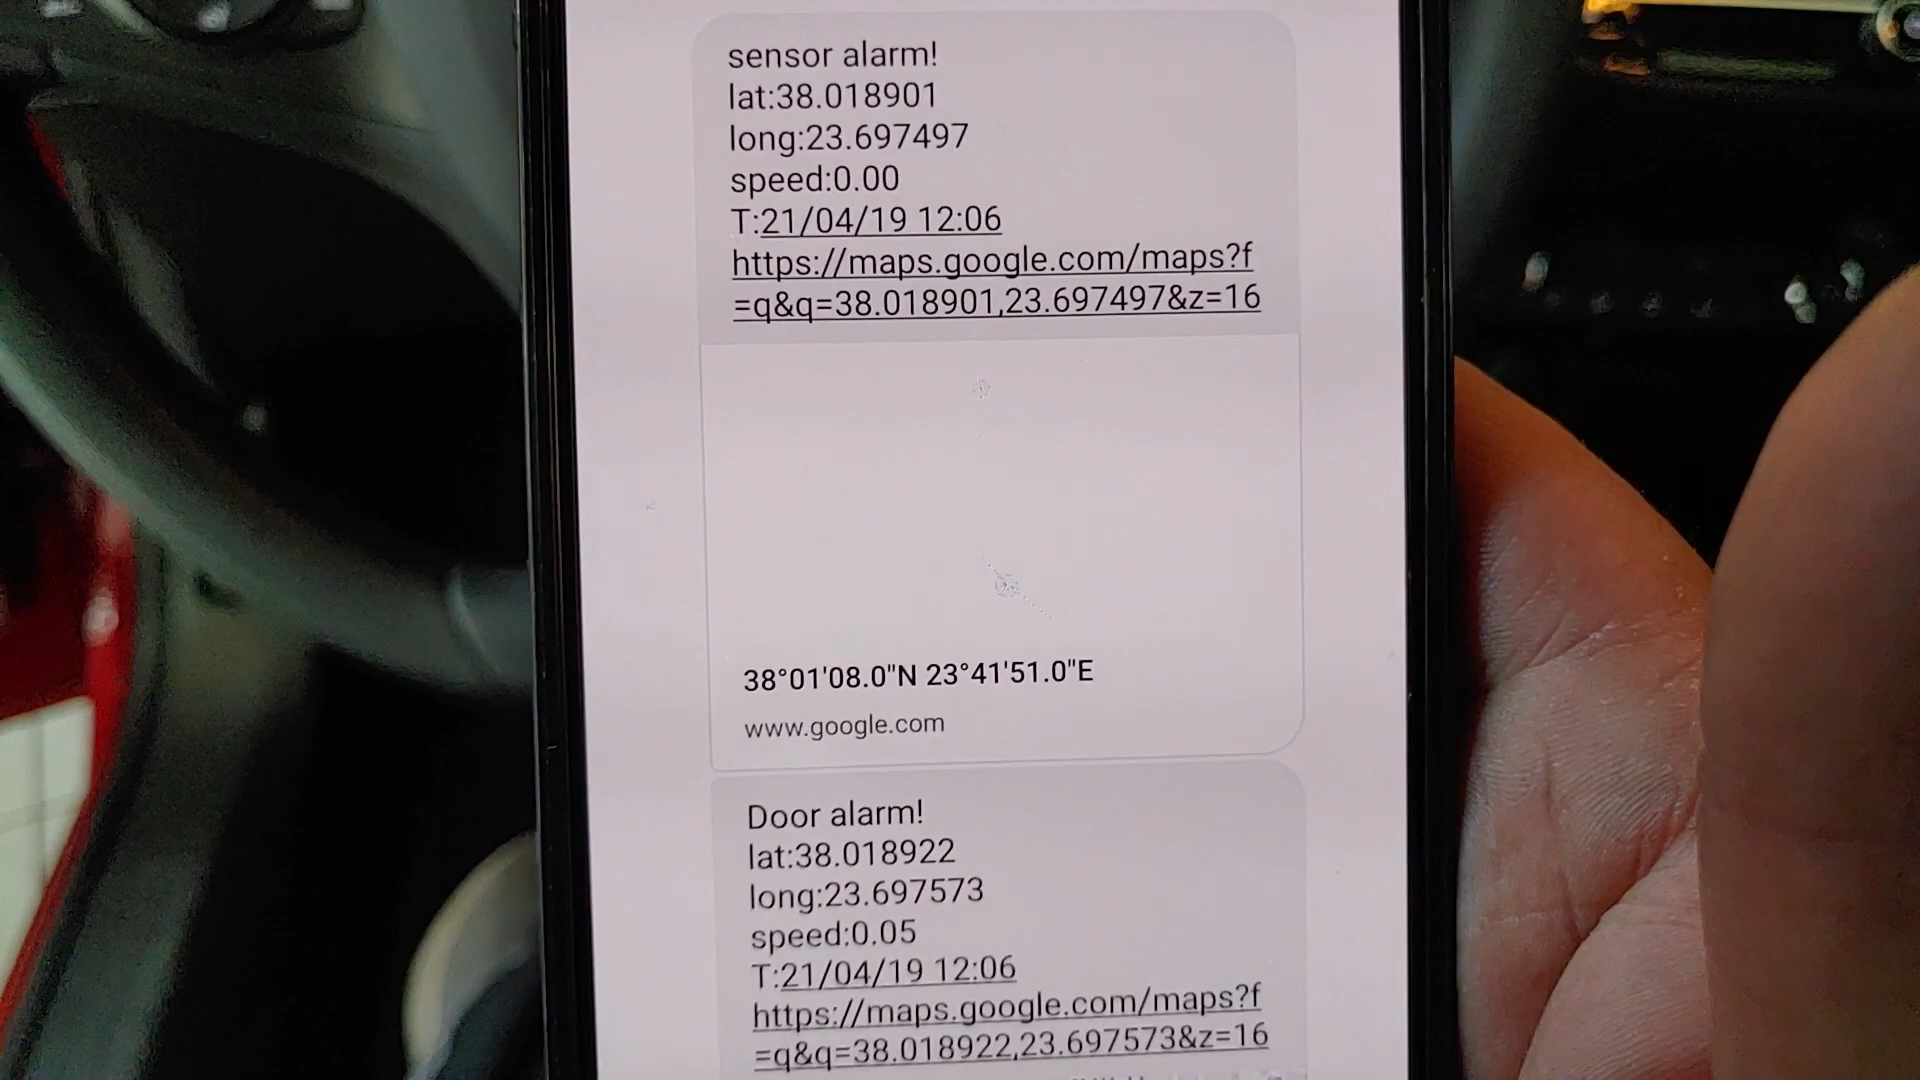 sensor alarm!
lat:38.018901
long:23.697497
speed:0.00
T:21/04/19 12:06
https://maps.google.com/maps?f
=q&q=38.018901,23.697497&z=16
38°01'08.0"N 23°41'51.0"E
www.google.com
Door alarm!
lat:38.018922
long:23.697573
speed:0.05
T:21/04/19 12:06
https://maps.google.com/maps?f
=q&q=38.018922,23.697573&z=16